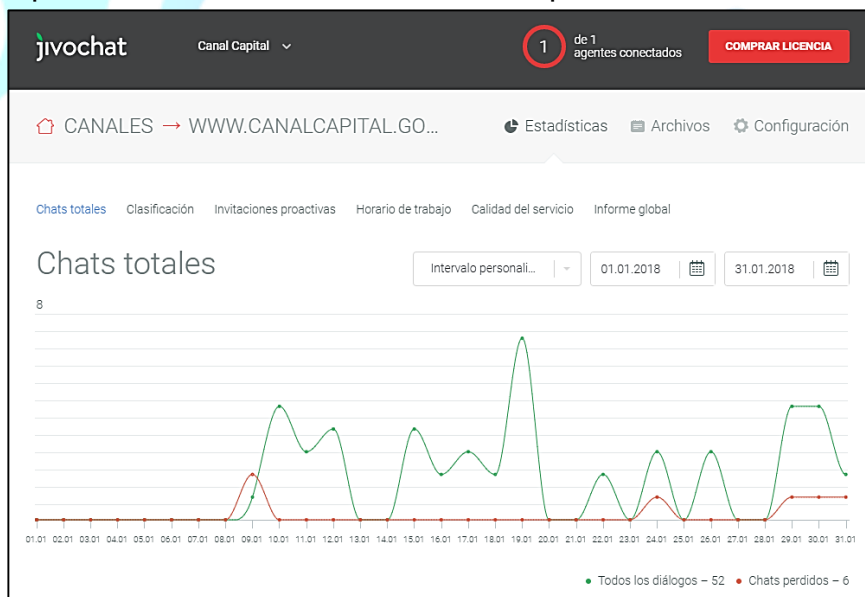 jivochat Canal Capital 1 de 1 agentes conectados COMPRAR LICENCIA
CANALES → WWW.CANALCAPITAL.GO... Estadísticas Archivos Configuración
Chats totales Clasificación Invitaciones proactivas Horario de trabajo Calidad del servicio Informe global
Chats totales Intervalo personali... 01.01.2018 31.01.2018
8
01.01 02.01 03.01 04.01 05.01 06.01 07.01 08.01 09.01 10.01 11.01 12.01 13.01 14.01 15.01 16.01 17.01 18.01 19.01 20.01 21.01 22.01 23.01 24.01 25.01 26.01 27.01 28.01 29.01 30.01 31.01
Todos los diálogos – 52 Chats perdidos – 6